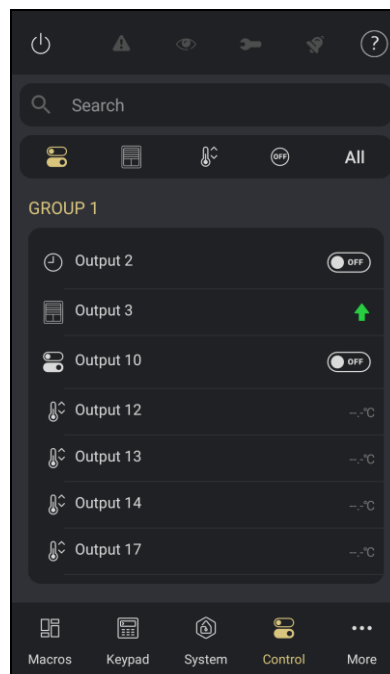 ?
Search
OFF All
GROUP 1
Output 2 OFF
Output 3
Output 10 OFF
Output 12 --.-°C
Output 13 --.-°C
Output 14 --.-°C
Output 17 --.-°C
Macros Keypad System Control More